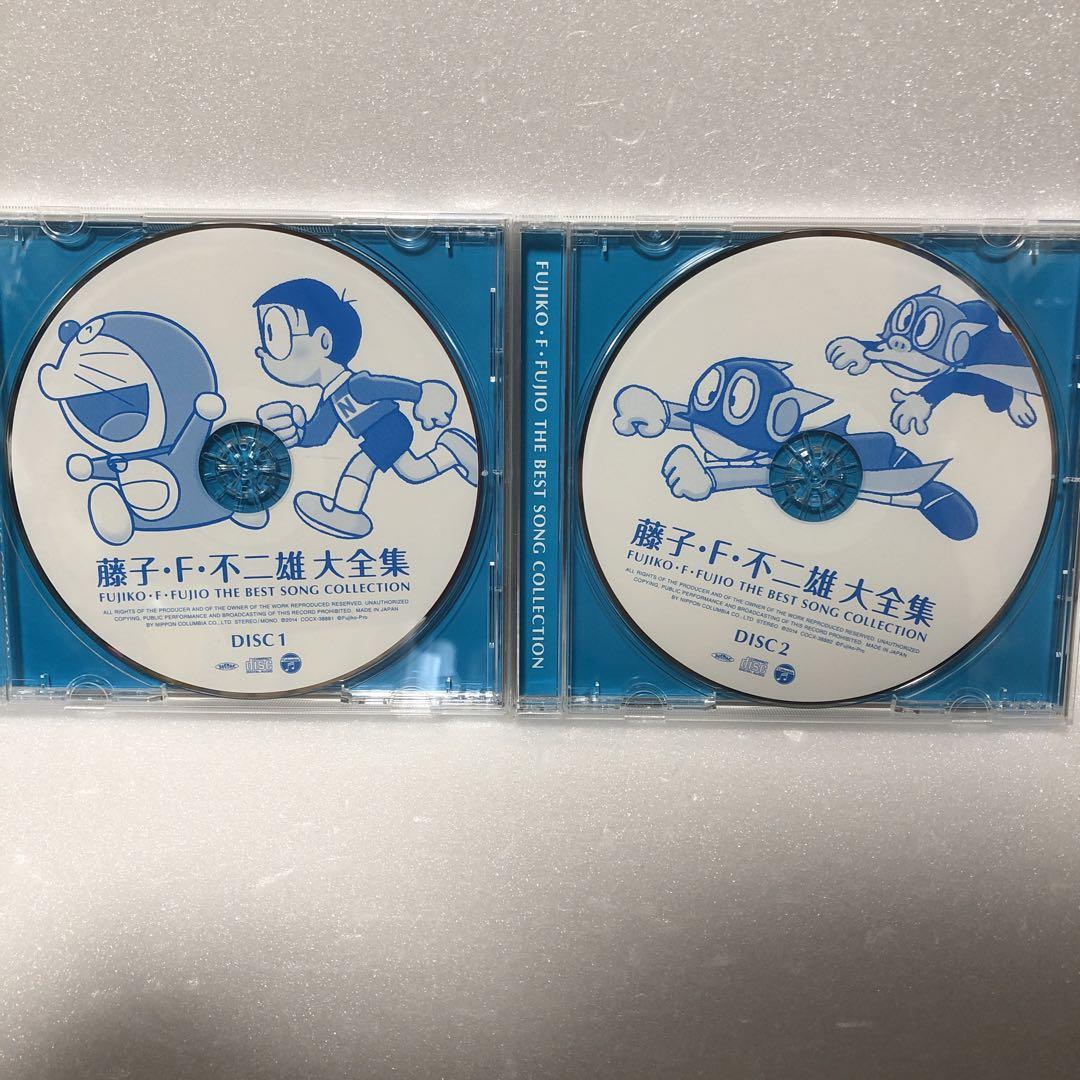 N
藤子・F・不二雄 大全集
FUJIKO・F・FUJIO THE BEST SONG COLLECTION
ALL RIGHTS OF THE PRODUCER AND OF THE OWNER OF THE WORK REPRODUCED RESERVED. UNAUTHORIZED
COPYING, PUBLIC PERFORMANCE AND BROADCASTING OF THIS RECORD PROHIBITED. MADE IN JAPAN
BY NIPPON COLUMBIA CO., LTD STEREO/MONO ℗2014 COCX-38881 ©Fujiko-Pro
DISC 1
FUJIKO・F・FUJIO THE BEST SONG COLLECTION
藤子・F・不二雄 大全集
FUJIKO・F・FUJIO THE BEST SONG COLLECTION
ALL RIGHTS OF THE PRODUCER AND OF THE OWNER OF THE WORK REPRODUCED RESERVED. UNAUTHORIZED
COPYING, PUBLIC PERFORMANCE AND BROADCASTING OF THIS RECORD PROHIBITED. MADE IN JAPAN
BY NIPPON COLUMBIA CO., LTD STEREO ℗2014 COCX-38882 ©Fujiko-Pro
DISC 2